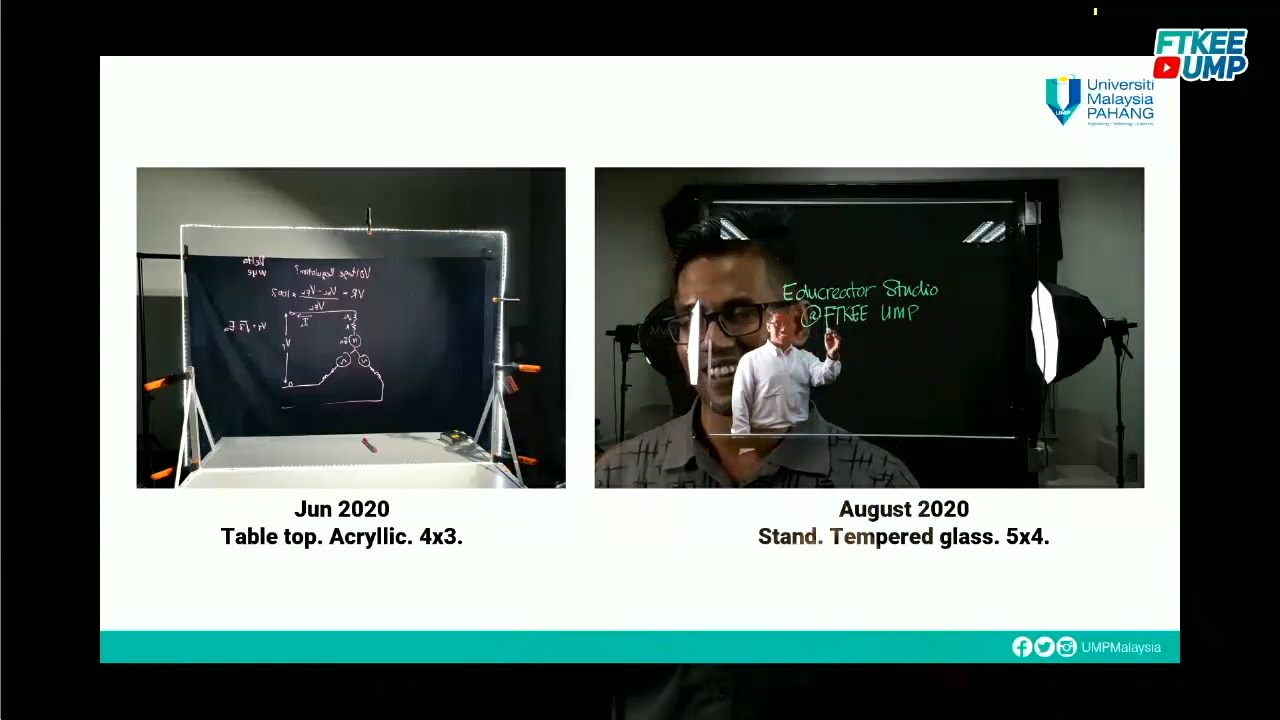 FTKEE
UMP
Universiti
Malaysia
PAHANG
UMP
Educreator Studio
@FTKEE UMP
Jun 2020
Table top. Acryllic. 4x3.
August 2020
Stand. Tempered glass. 5x4.
UMPMalaysia